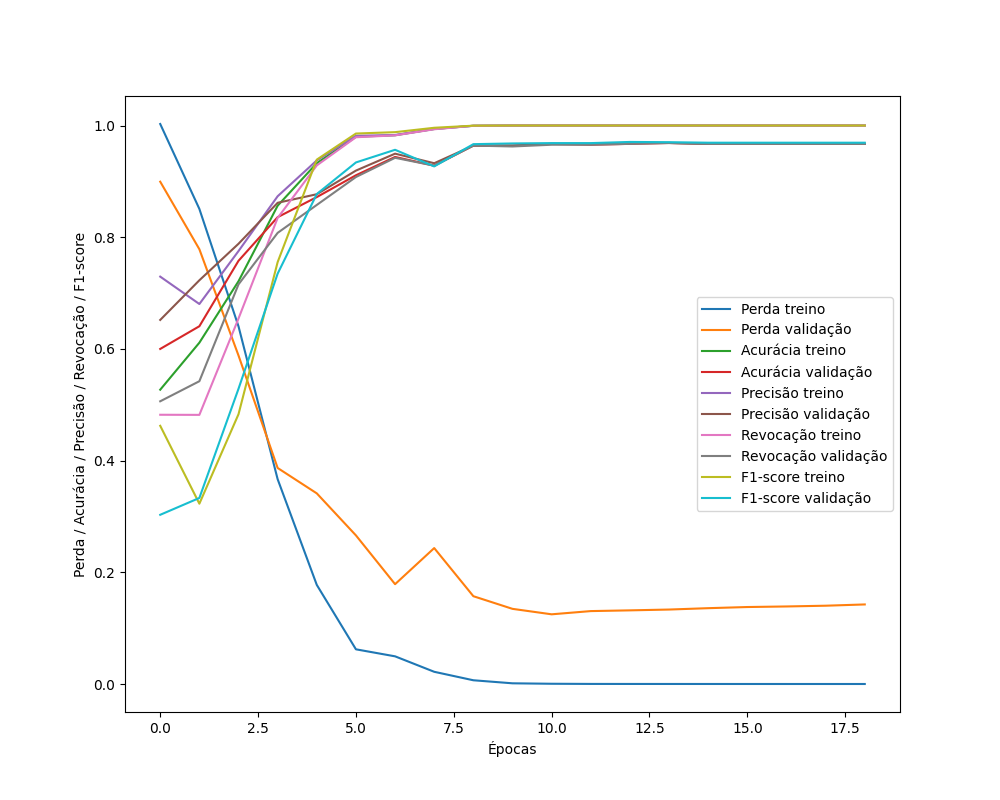 Perda / Acurácia / Precisão / Revocação / F1-score
1.0
0.8
0.6
0.4
0.2
0.0
Perda treino
Perda validação
Acurácia treino
Acurácia validação
Precisão treino
Precisão validação
Revocação treino
Revocação validação
F1-score treino
F1-score validação
0.0 2.5 5.0 7.5 10.0 12.5 15.0 17.5
Épocas